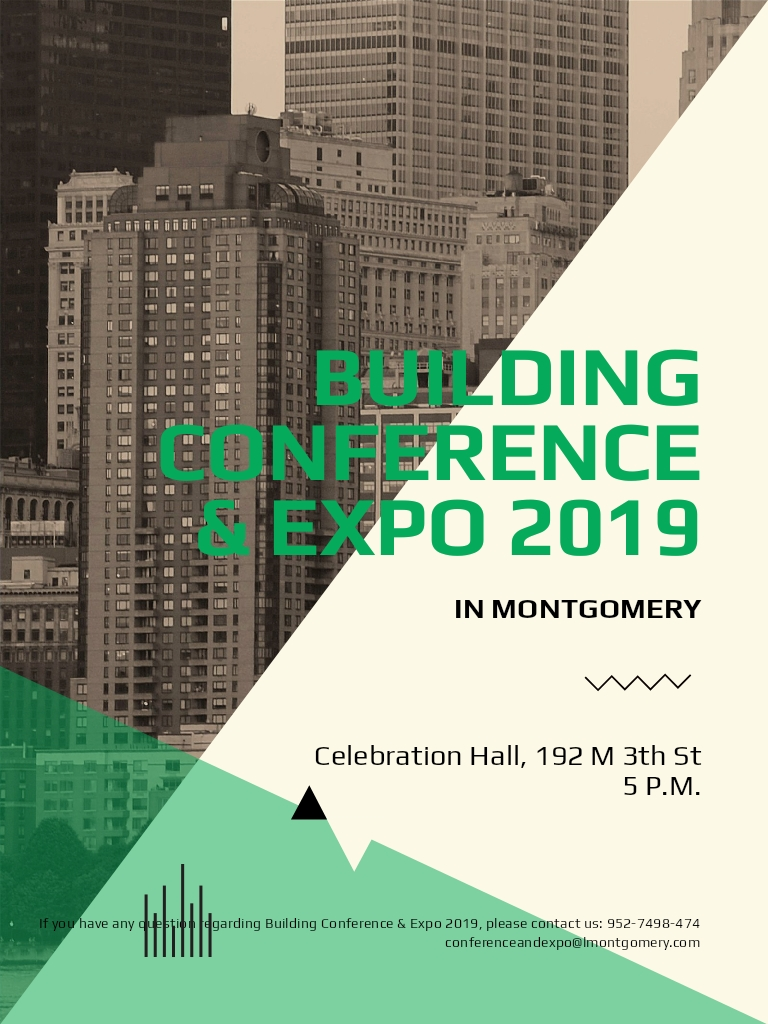 BUILDING
CONFERENCE
& EXPO 2019
IN MONTGOMERY
Celebration Hall, 192 M 3th St
5 P.M.
If you have any question regarding Building Conference & Expo 2019, please contact us: 952-7498-474
conferenceandexpo@lmontgomery.com